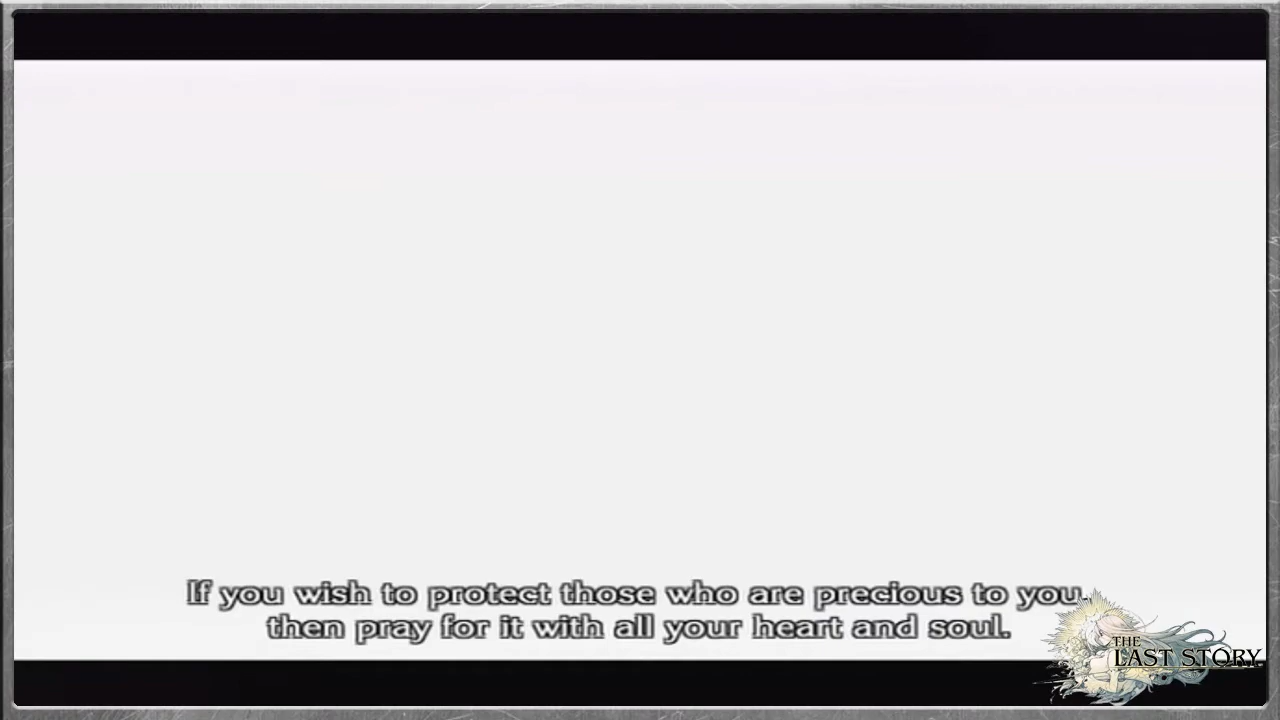 If you wish to protect those who are precious to you,
then pray for it with all your heart and soul.
THE
LAST STORY